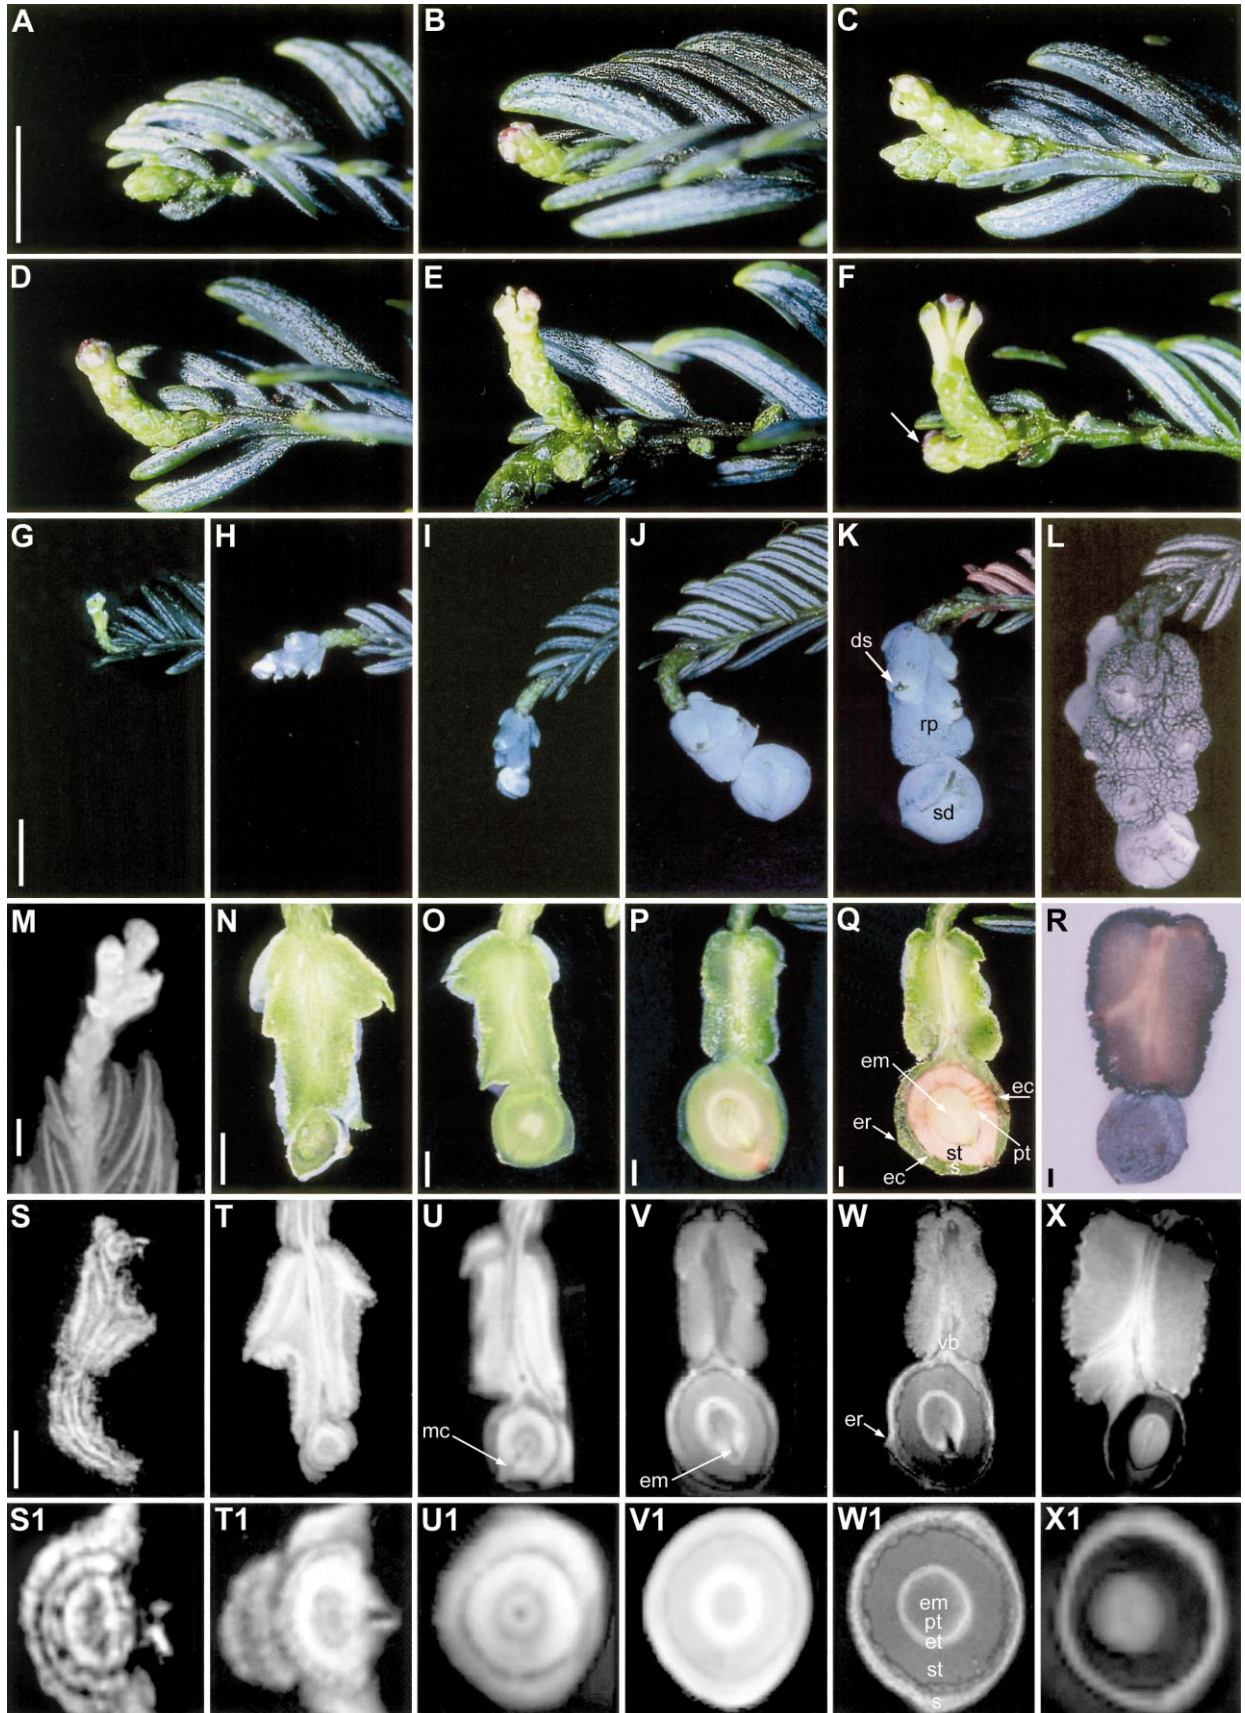 A B C
D E F
G H I J K L
ds
rp
sd
M N O P Q R
em
ec
er
pt
st
s
ec
S T U V W X
vb
mc
er
em
S1 T1 U1 V1 W1 X1
em
pt
et
st
s